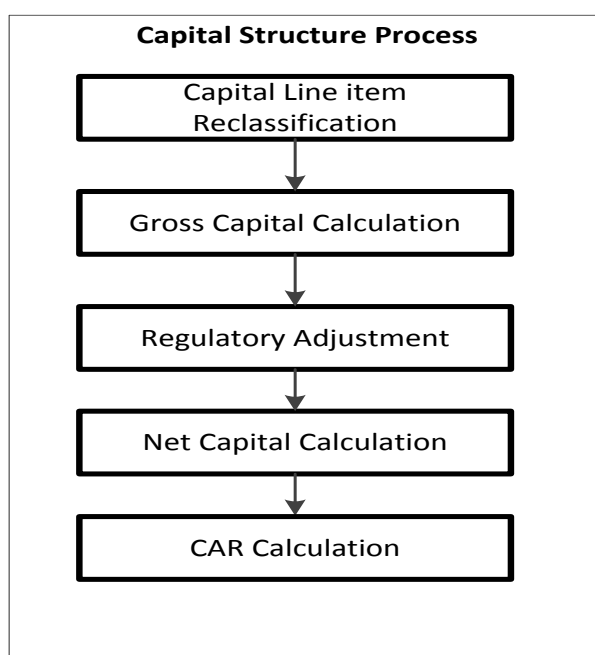 Capital Structure Process
Capital Line item
Reclassification
Gross Capital Calculation
Regulatory Adjustment
Net Capital Calculation
CAR Calculation